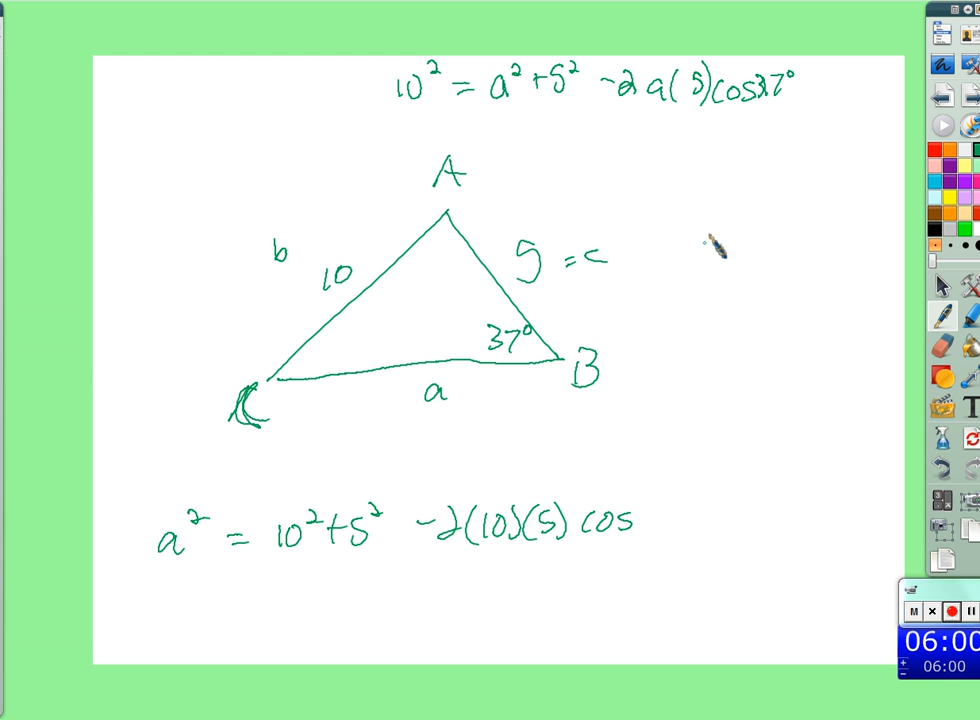 10² = a² + 5² - 2a(5)cos37°
A
b
10
5 = c
37°
C
B
a
a² = 10² + 5² - 2(10)(5) cos
T
M
06:00
06:00